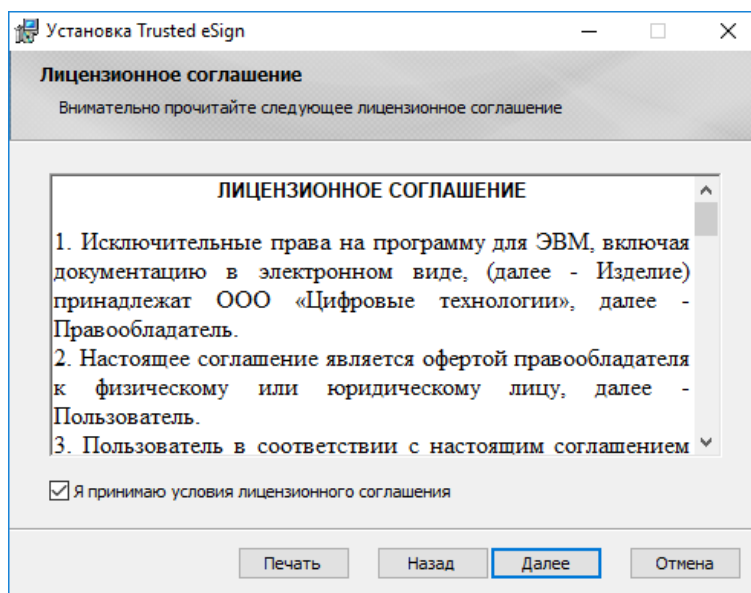 Установка Trusted eSign
Лицензионное соглашение
Внимательно прочитайте следующее лицензионное соглашение
ЛИЦЕНЗИОННОЕ СОГЛАШЕНИЕ
1. Исключительные права на программу для ЭВМ, включая
документацию в электронном виде, (далее - Изделие)
принадлежат ООО «Цифровые технологии», далее -
Правообладатель.
2. Настоящее соглашение является офертой правообладателя
к физическому или юридическому лицу, далее -
Пользователь.
3. Пользователь в соответствии с настоящим соглашением
Я принимаю условия лицензионного соглашения
Печать Назад Далее Отмена